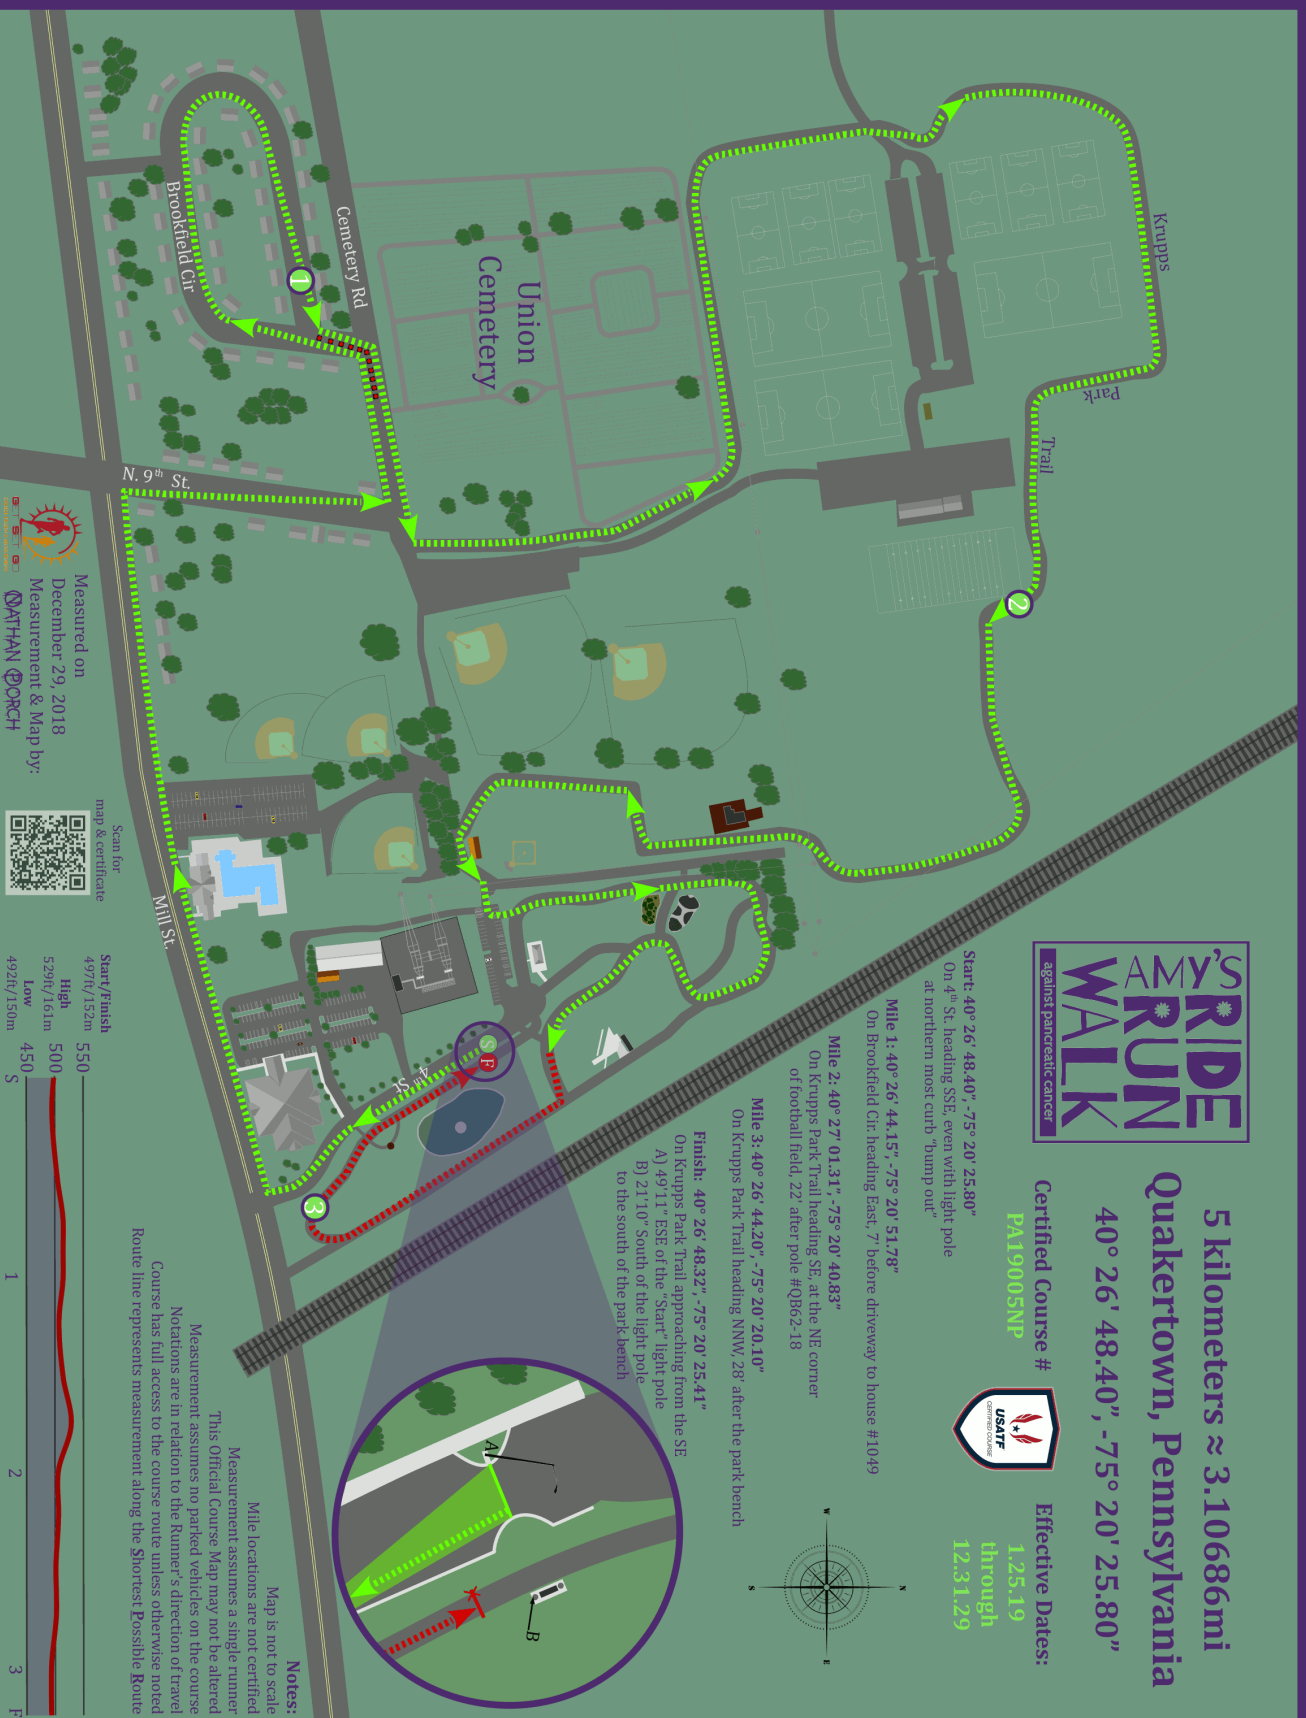 AMY'S
RIDE
RUN
WALK
against pancreatic cancer
5 kilometers ≈ 3.10686mi
Quakertown, Pennsylvania
40° 26' 48.40”, -75° 20' 25.80”
Certified Course #
PA19005NP
USATF
CERTIFIED COURSE
Effective Dates:
1.25.19
through
12.31.29
Start: 40° 26' 48.40”, -75° 20' 25.80”
On 4th St. heading SSE, even with light pole
at northern most curb “bump out”
Mile 1: 40° 26' 44.15”, -75° 20' 51.78”
On Brookfield Cir. heading East, 7' before driveway to house #1049
Mile 2: 40° 27' 01.31”, -75° 20' 40.83”
On Krupps Park Trail heading SE, at the NE corner
of football field, 22' after pole #QB62-18
Mile 3: 40° 26' 44.20”, -75° 20' 20.10”
On Krupps Park Trail heading NNW, 28' after the park bench
Finish: 40° 26' 48.32”, -75° 20' 25.41”
On Krupps Park Trail approaching from the SE
A) 49'11” ESE of the “Start” light pole
B) 21'10” South of the light pole
to the south of the park bench
N
E
S
W
Krupps
Park
Trail
Union
Cemetery
Cemetery Rd
Brookfield Cir
N. 9th St.
Mill St.
4th St
1
2
3
S
F
A
B
Measured on
December 29, 2018
Measurement & Map by:
NATHAN PORCH
Scan for
map & certificate
Start/Finish
497ft/152m
High
529ft/161m
Low
492ft/150m
550
500
450
S
1
2
3
F
Notes:
Map is not to scale
Mile locations are not certified
Measurement assumes a single runner
This Official Course Map may not be altered
Measurement assumes no parked vehicles on the course
Notations are in relation to the Runner's direction of travel
Course has full access to the course route unless otherwise noted
Route line represents measurement along the Shortest Possible Route